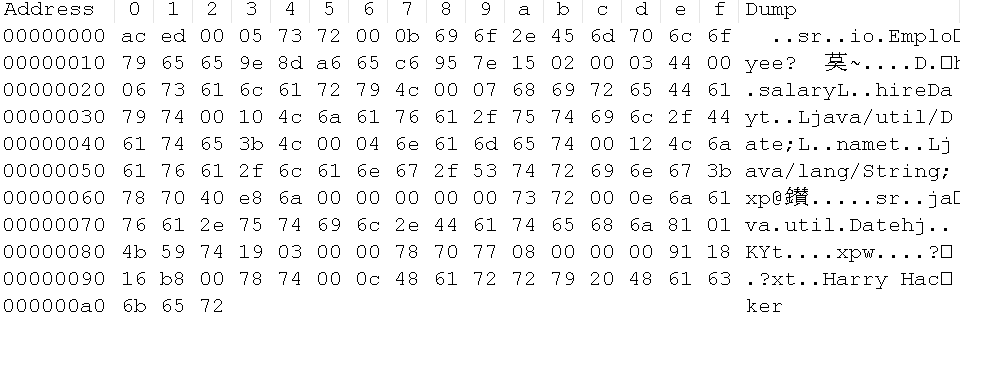 Address 0 1 2 3 4 5 6 7 8 9 a b c d e f Dump
00000000 ac ed 00 05 73 72 00 0b 69 6f 2e 45 6d 70 6c 6f ..sr..io.Emplo
00000010 79 65 65 9e 8d a6 65 c6 95 7e 15 02 00 03 44 00 yee? 茣~....D.
00000020 06 73 61 6c 61 72 79 4c 00 07 68 69 72 65 44 61 .salaryL..hireDa
00000030 79 74 00 10 4c 6a 61 76 61 2f 75 74 69 6c 2f 44 yt..Ljava/util/D
00000040 61 74 65 3b 4c 00 04 6e 61 6d 65 74 00 12 4c 6a ate;L..namet..Lj
00000050 61 76 61 2f 6c 61 6e 67 2f 53 74 72 69 6e 67 3b ava/lang/String;
00000060 78 70 40 e8 6a 00 00 00 00 00 73 72 00 0e 6a 61 xp@鑚.....sr..ja
00000070 76 61 2e 75 74 69 6c 2e 44 61 74 65 68 6a 81 01 va.util.Datehj..
00000080 4b 59 74 19 03 00 00 78 70 77 08 00 00 00 91 18 KYt....xpw....?
00000090 16 b8 00 78 74 00 0c 48 61 72 72 79 20 48 61 63 .?xt..Harry Hac
000000a0 6b 65 72 ker